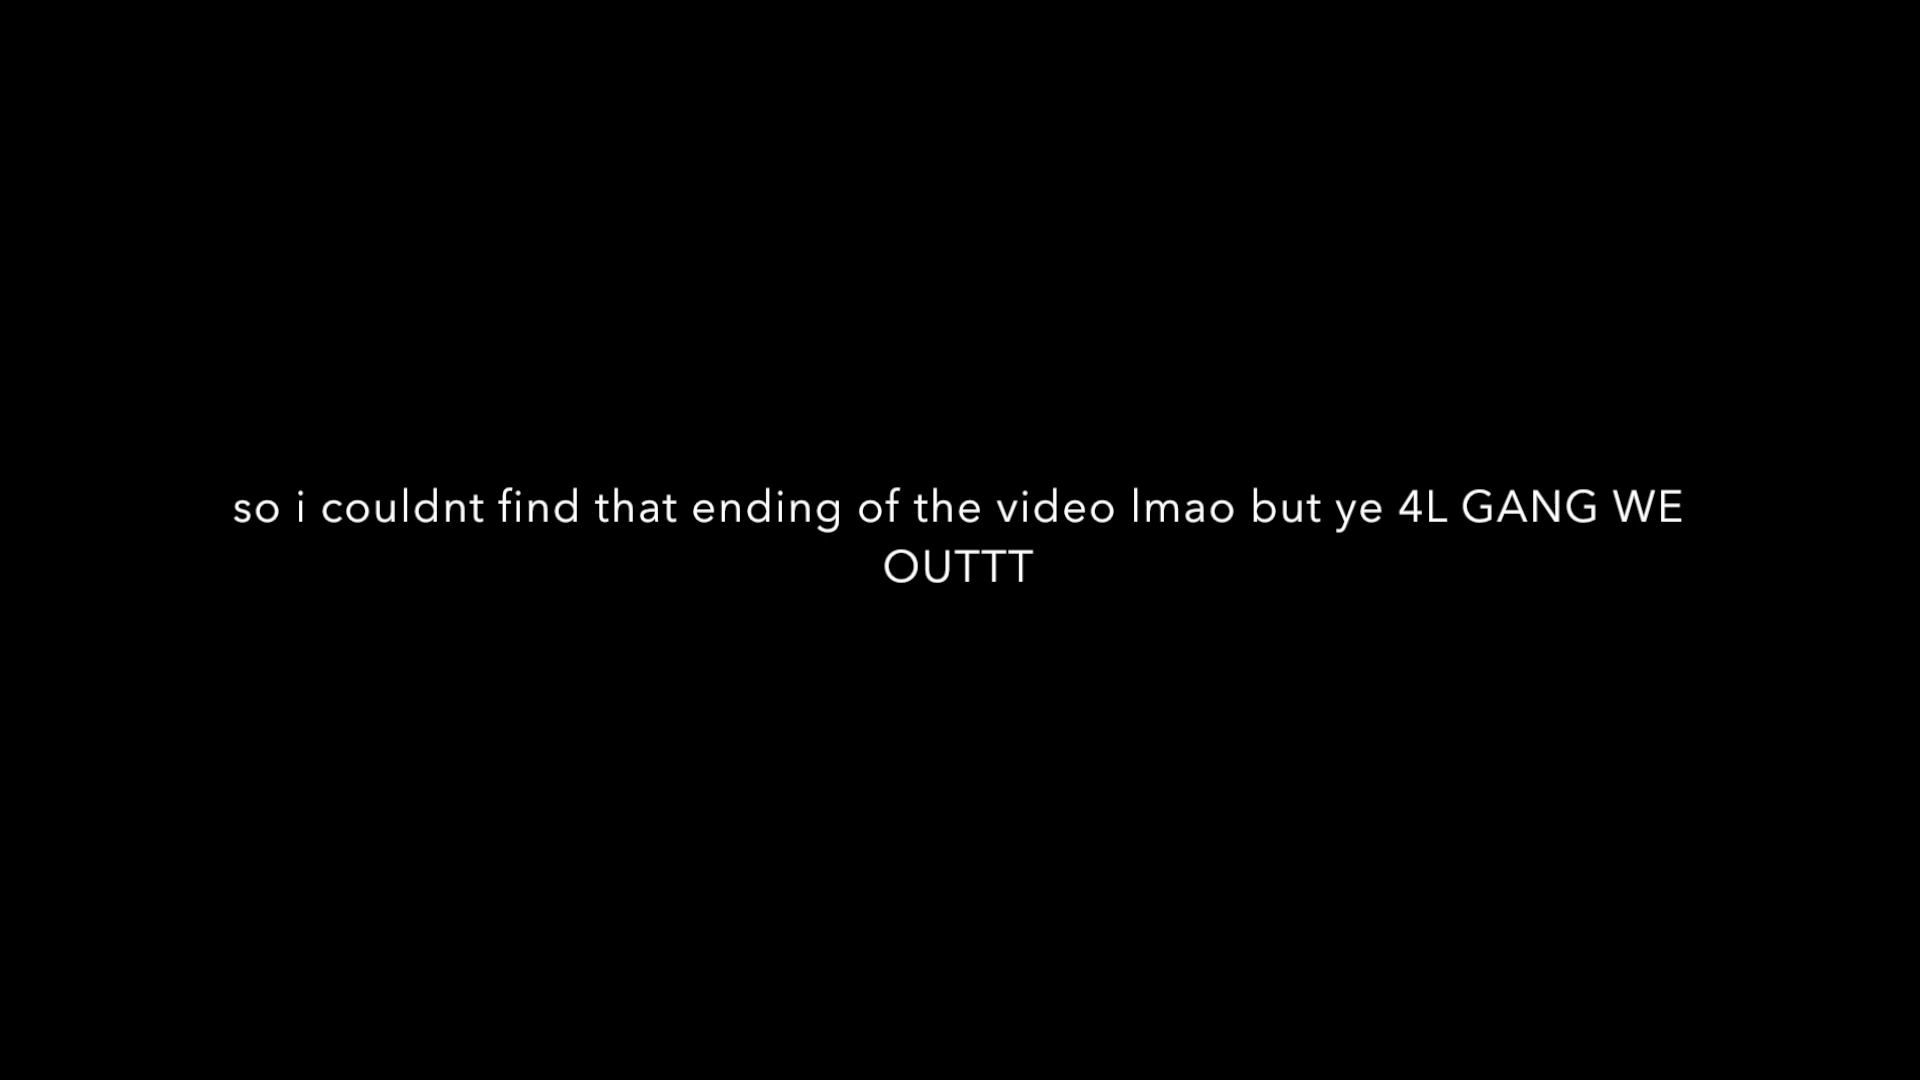 so i couldnt find that ending of the video lmao but ye 4L GANG WE
OUTTT